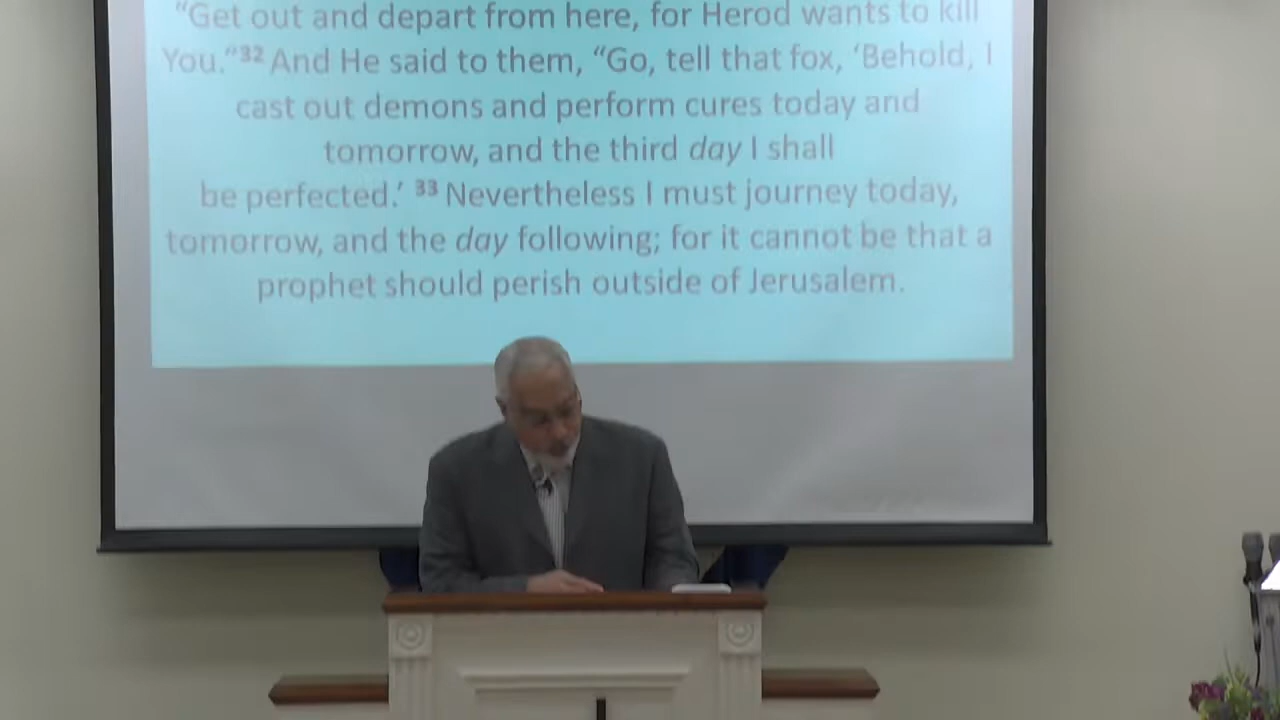 “Get out and depart from here, for Herod wants to kill
You.”³² And He said to them, “Go, tell that fox, ‘Behold, I
cast out demons and perform cures today and
tomorrow, and the third day I shall
be perfected.’ ³³ Nevertheless I must journey today,
tomorrow, and the day following; for it cannot be that a
prophet should perish outside of Jerusalem.